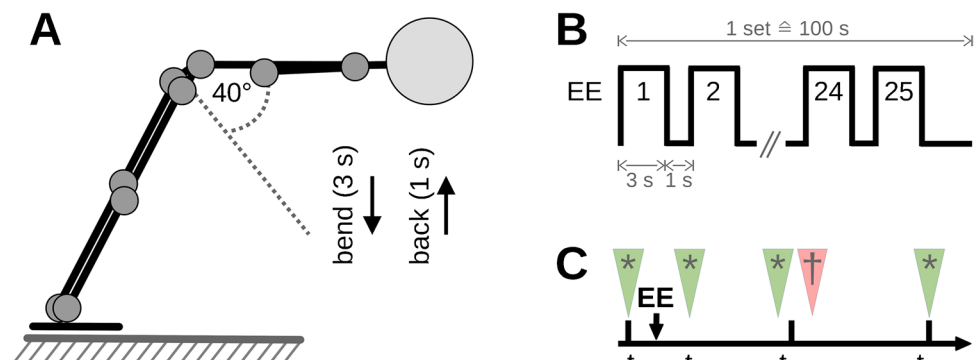 A
40°
bend (3 s)
back (1 s)
B
1 set ≙ 100 s
EE
1
2
24
25
3 s
1 s
C
*
*
*
†
*
EE
t
t
t
t